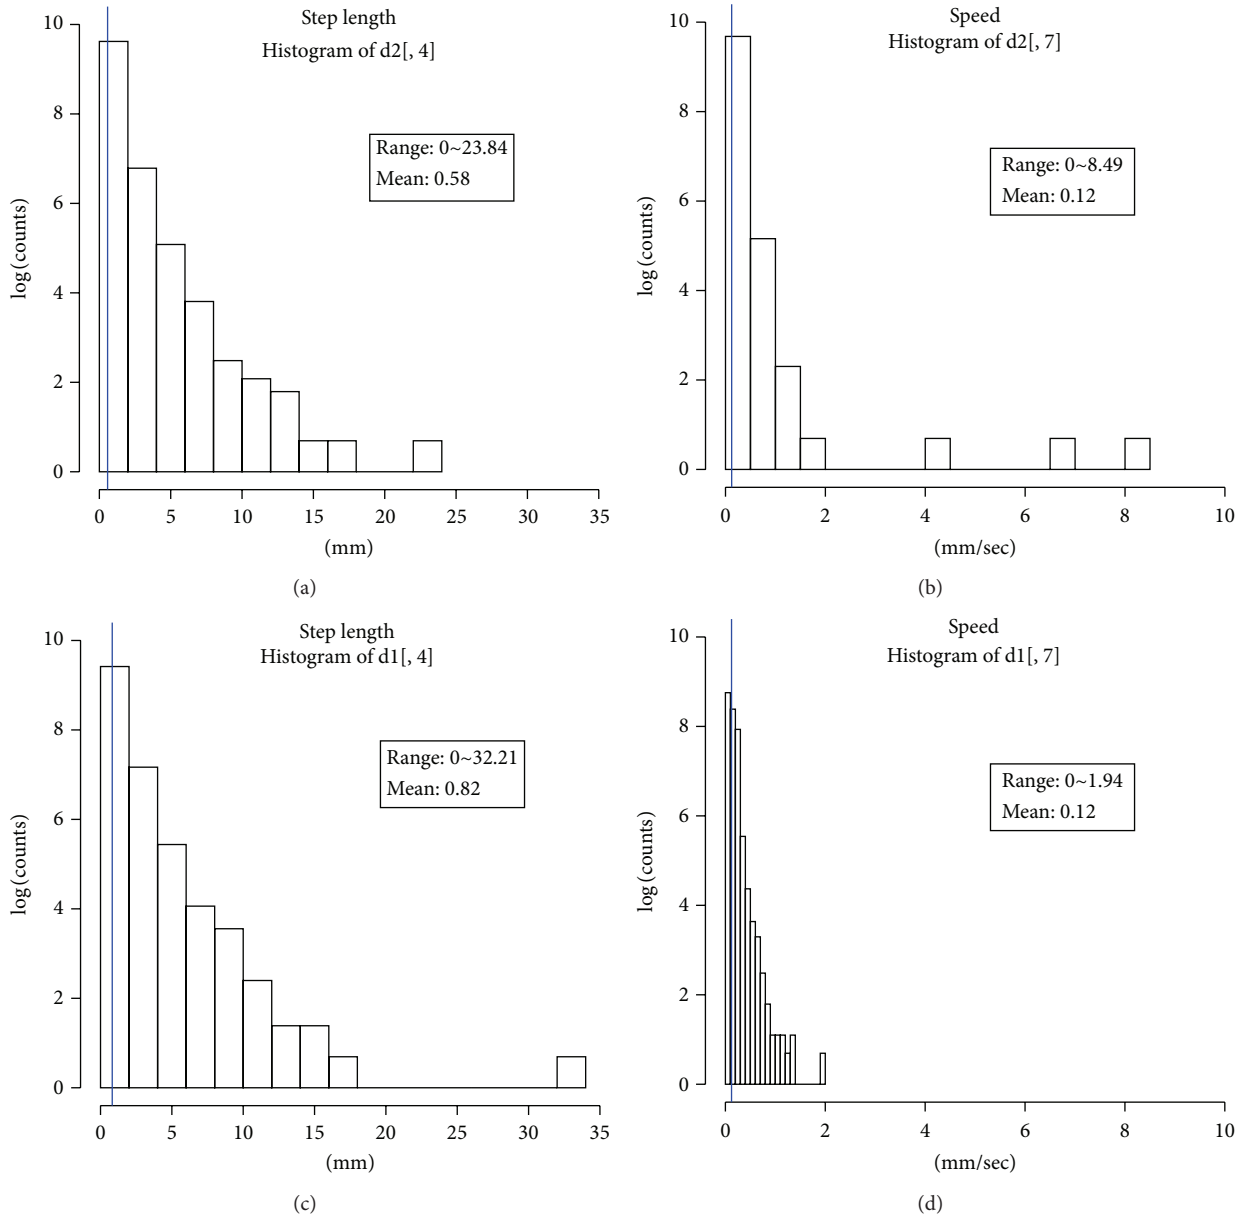 Step length
Histogram of d2[, 4]
10
8
6
4
2
0
log(counts)
Range: 0~23.84
Mean: 0.58
0 5 10 15 20 25 30 35
(mm)
(a)
Speed
Histogram of d2[, 7]
10
8
6
4
2
0
log(counts)
Range: 0~8.49
Mean: 0.12
0 2 4 6 8 10
(mm/sec)
(b)
Step length
Histogram of d1[, 4]
10
8
6
4
2
0
log(counts)
Range: 0~32.21
Mean: 0.82
0 5 10 15 20 25 30 35
(mm)
(c)
Speed
Histogram of d1[, 7]
10
8
6
4
2
0
log(counts)
Range: 0~1.94
Mean: 0.12
0 2 4 6 8 10
(mm/sec)
(d)